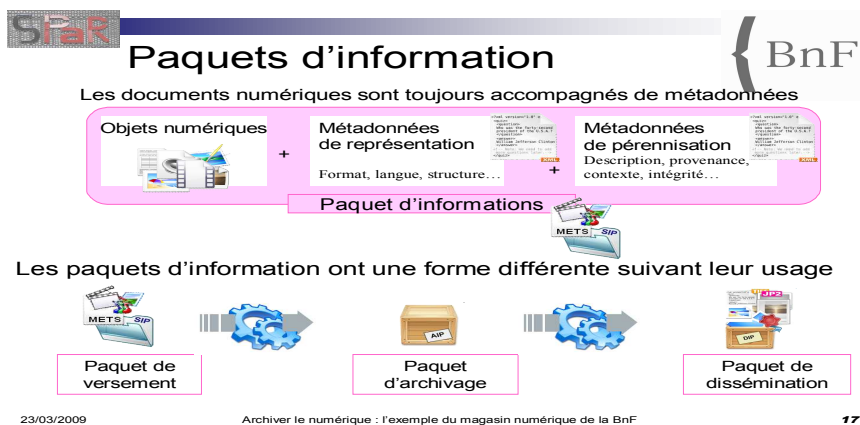 SPaR
BnF
Paquets d'information
Les documents numériques sont toujours accompagnés de métadonnées
Objets numériques
+
Métadonnées
de représentation
Format, langue, structure…
XML
+
Métadonnées
de pérennisation
Description, provenance,
contexte, intégrité…
XML
Paquet d'informations
METS SIP
Les paquets d'information ont une forme différente suivant leur usage
METS SIP
AIP
JP2
DIP
Paquet de
versement
Paquet
d'archivage
Paquet de
dissémination
23/03/2009
Archiver le numérique : l'exemple du magasin numérique de la BnF
17